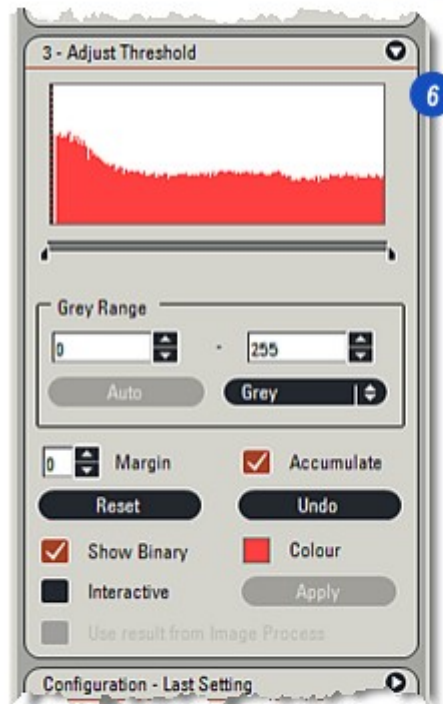 3 - Adjust Threshold
6
Grey Range
0 - 255
Auto Grey
0 Margin Accumulate
Reset Undo
Show Binary Colour
Interactive Apply
Use result from Image Process
Configuration - Last Setting